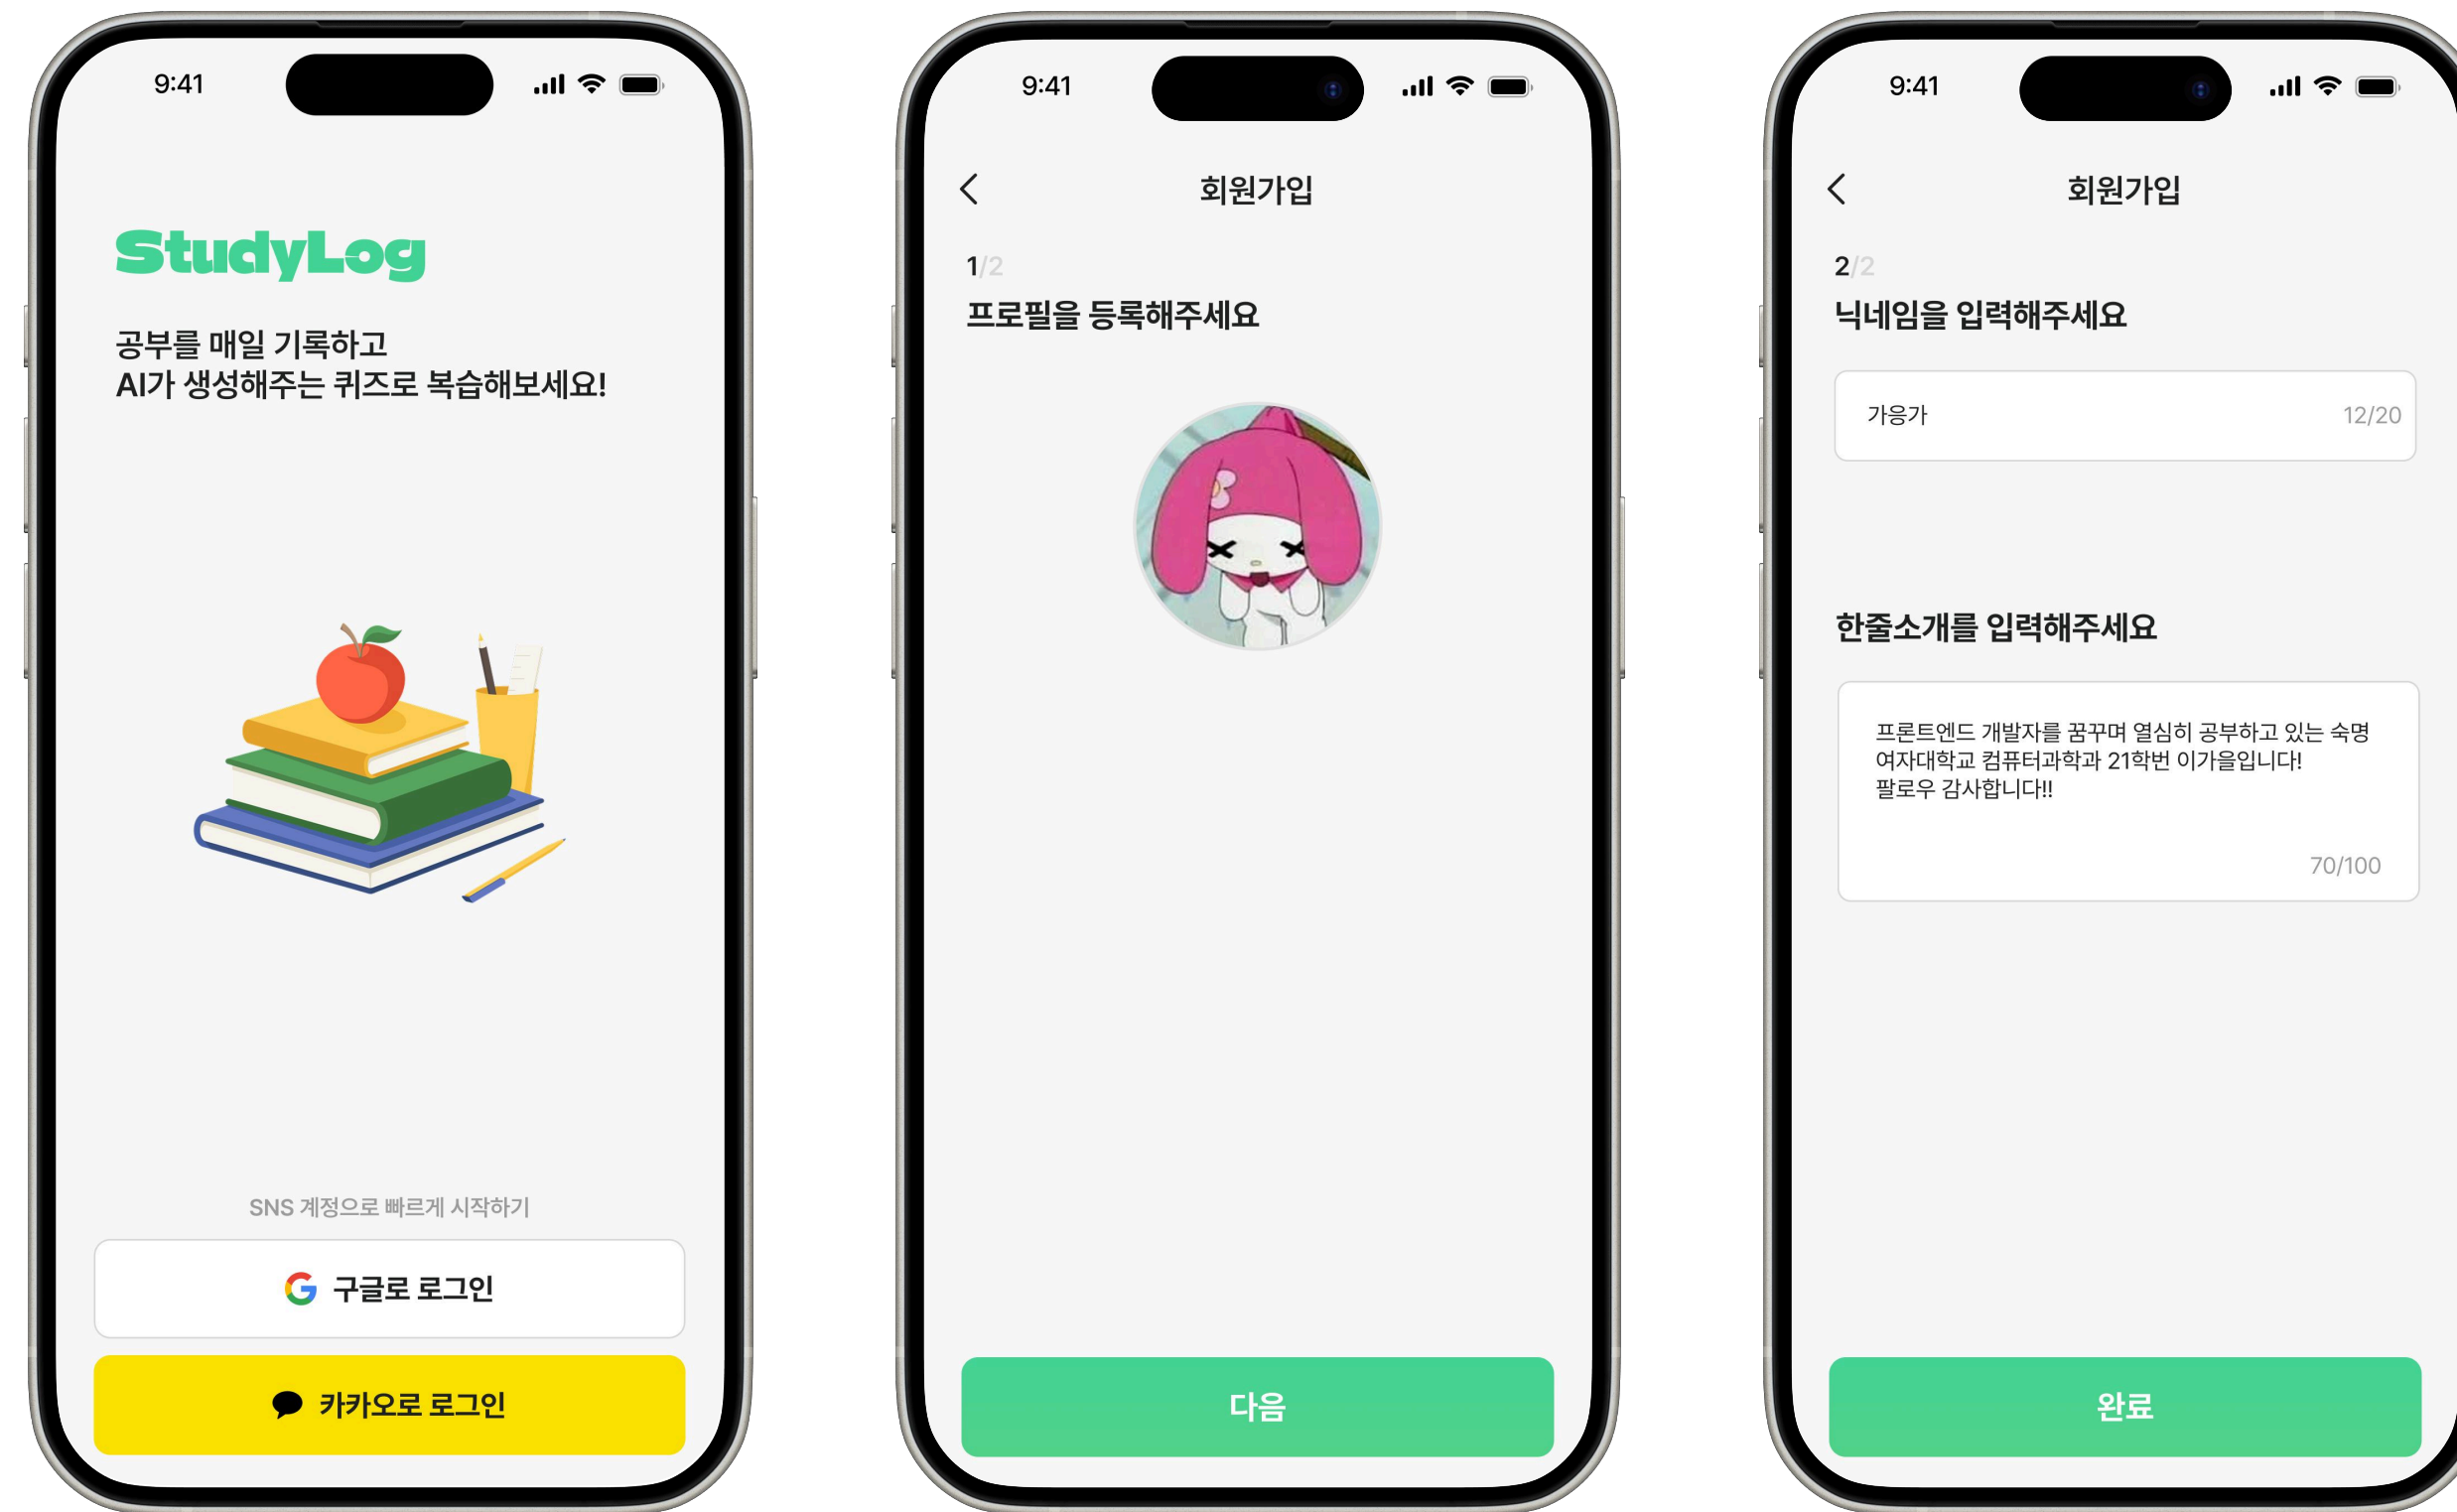 9:41
StudyLog
공부를 매일 기록하고
AI가 생성해주는 퀴즈로 복습해보세요!
SNS 계정으로 빠르게 시작하기
구글로 로그인
카카오로 로그인
9:41
회원가입
1/2
프로필을 등록해주세요
다음
9:41
회원가입
2/2
닉네임을 입력해주세요
가응가
12/20
한줄소개를 입력해주세요
프론트엔드 개발자를 꿈꾸며 열심히 공부하고 있는 숙명
여자대학교 컴퓨터과학과 21학번 이가을입니다!
팔로우 감사합니다!!
70/100
완료